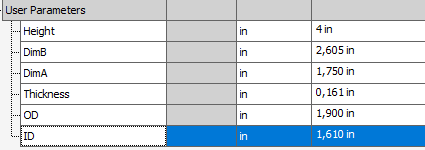 User Parameters
Height in 4 in
DimB in 2,605 in
DimA in 1,750 in
Thickness in 0,161 in
OD in 1,900 in
ID in 1,610 in